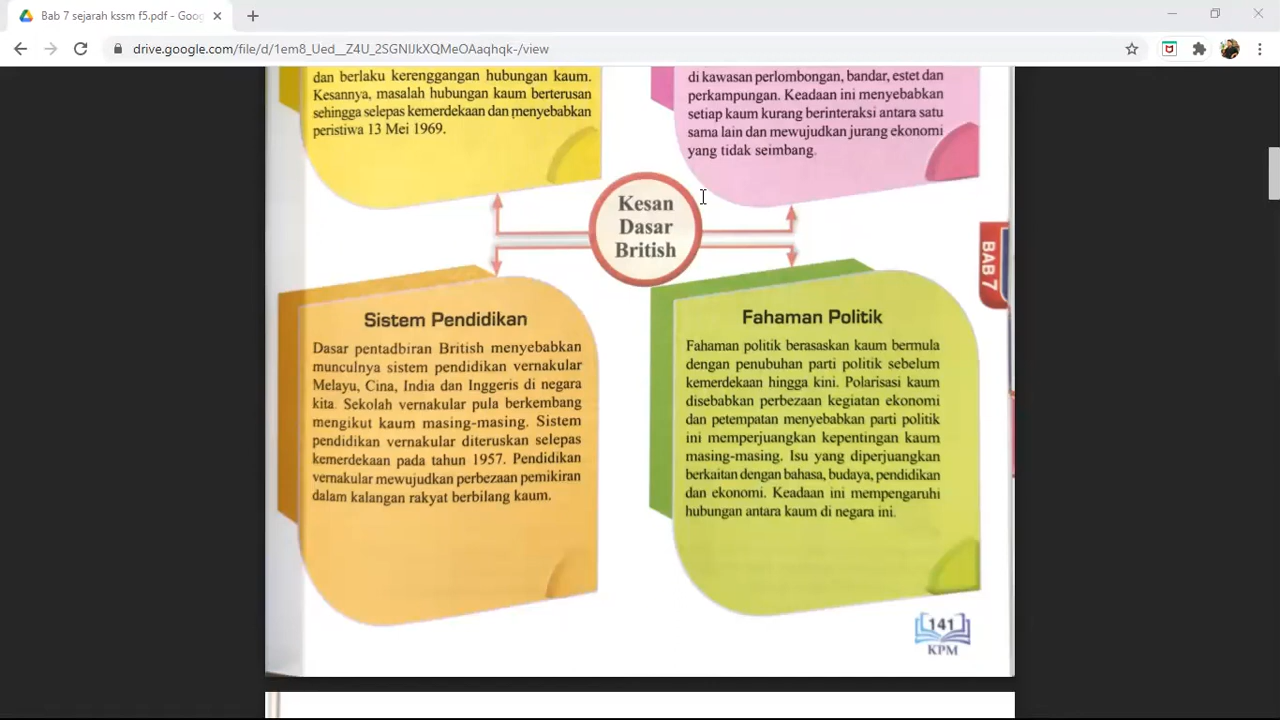 Bab 7 sejarah kssm f5.pdf - Goo
drive.google.com/file/d/1em8_Ued__Z4U_2SGNIJkXQMeOAaqhqk-/view
dan berlaku kerenggangan hubungan kaum.
Kesannya, masalah hubungan kaum berterusan
sehingga selepas kemerdekaan dan menyebabkan
peristiwa 13 Mei 1969.
di kawasan perlombongan, bandar, estet dan
perkampungan. Keadaan ini menyebabkan
setiap kaum kurang berinteraksi antara satu
sama lain dan mewujudkan jurang ekonomi
yang tidak seimbang.
Kesan
Dasar
British
BAB 7
Sistem Pendidikan
Dasar pentadbiran British menyebabkan
munculnya sistem pendidikan vernakular
Melayu, Cina, India dan Inggeris di negara
kita. Sekolah vernakular pula berkembang
mengikut kaum masing-masing. Sistem
pendidikan vernakular diteruskan selepas
kemerdekaan pada tahun 1957. Pendidikan
vernakular mewujudkan perbezaan pemikiran
dalam kalangan rakyat berbilang kaum.
Fahaman Politik
Fahaman politik berasaskan kaum bermula
dengan penubuhan parti politik sebelum
kemerdekaan hingga kini. Polarisasi kaum
disebabkan perbezaan kegiatan ekonomi
dan petempatan menyebabkan parti politik
ini memperjuangkan kepentingan kaum
masing-masing. Isu yang diperjuangkan
berkaitan dengan bahasa, budaya, pendidikan
dan ekonomi. Keadaan ini mempengaruhi
hubungan antara kaum di negara ini.
141
KPM